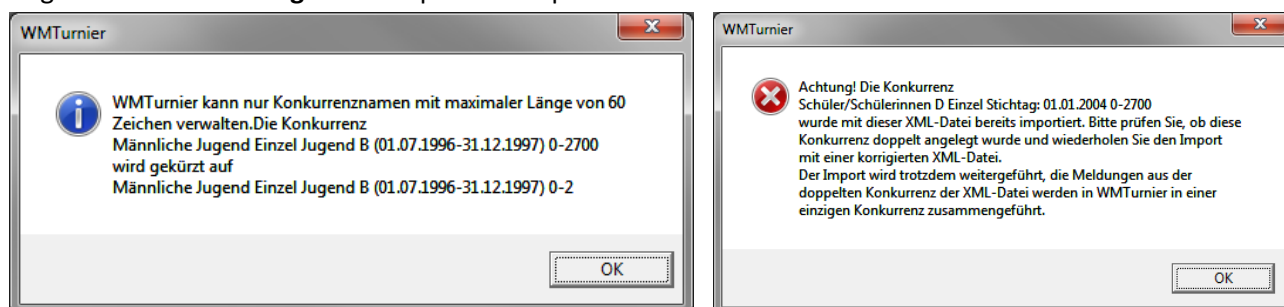 WMTurnier
WMTurnier kann nur Konkurrenznamen mit maximaler Länge von 60
Zeichen verwalten.Die Konkurrenz
Männliche Jugend Einzel Jugend B (01.07.1996-31.12.1997) 0-2700
wird gekürzt auf
Männliche Jugend Einzel Jugend B (01.07.1996-31.12.1997) 0-2
OK
WMTurnier
Achtung! Die Konkurrenz
Schüler/Schülerinnen D Einzel Stichtag: 01.01.2004 0-2700
wurde mit dieser XML-Datei bereits importiert. Bitte prüfen Sie, ob diese
Konkurrenz doppelt angelegt wurde und wiederholen Sie den Import
mit einer korrigierten XML-Datei.
Der Import wird trotzdem weitergeführt, die Meldungen aus der
doppelten Konkurrenz der XML-Datei werden in WMTurnier in einer
einzigen Konkurrenz zusammengeführt.
OK